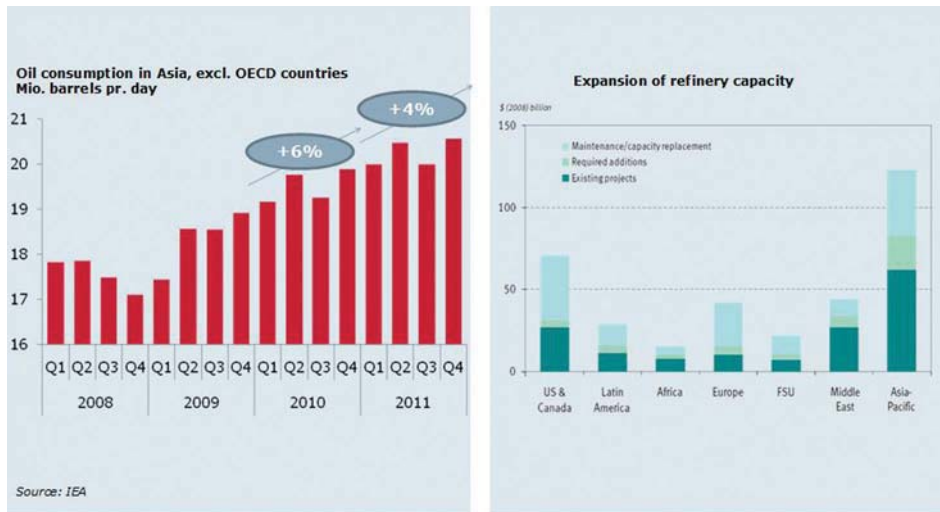 Oil consumption in Asia, excl. OECD countries
Mio. barrels pr. day
21
20
19
18
17
16
+6%
+4%
Q1 Q2 Q3 Q4 Q1 Q2 Q3 Q4 Q1 Q2 Q3 Q4 Q1 Q2 Q3 Q4
2008 2009 2010 2011
Source: IEA
Expansion of refinery capacity
$ (2008) billion
150
100
50
0
Maintenance/capacity replacement
Required additions
Existing projects
US & Canada
Latin America
Africa
Europe
FSU
Middle East
Asia-Pacific